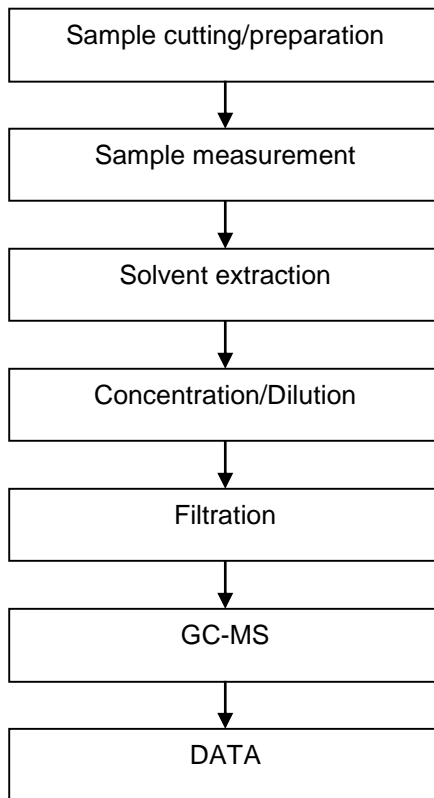 Sample cutting/preparation
Sample measurement
Solvent extraction
Concentration/Dilution
Filtration
GC-MS
DATA